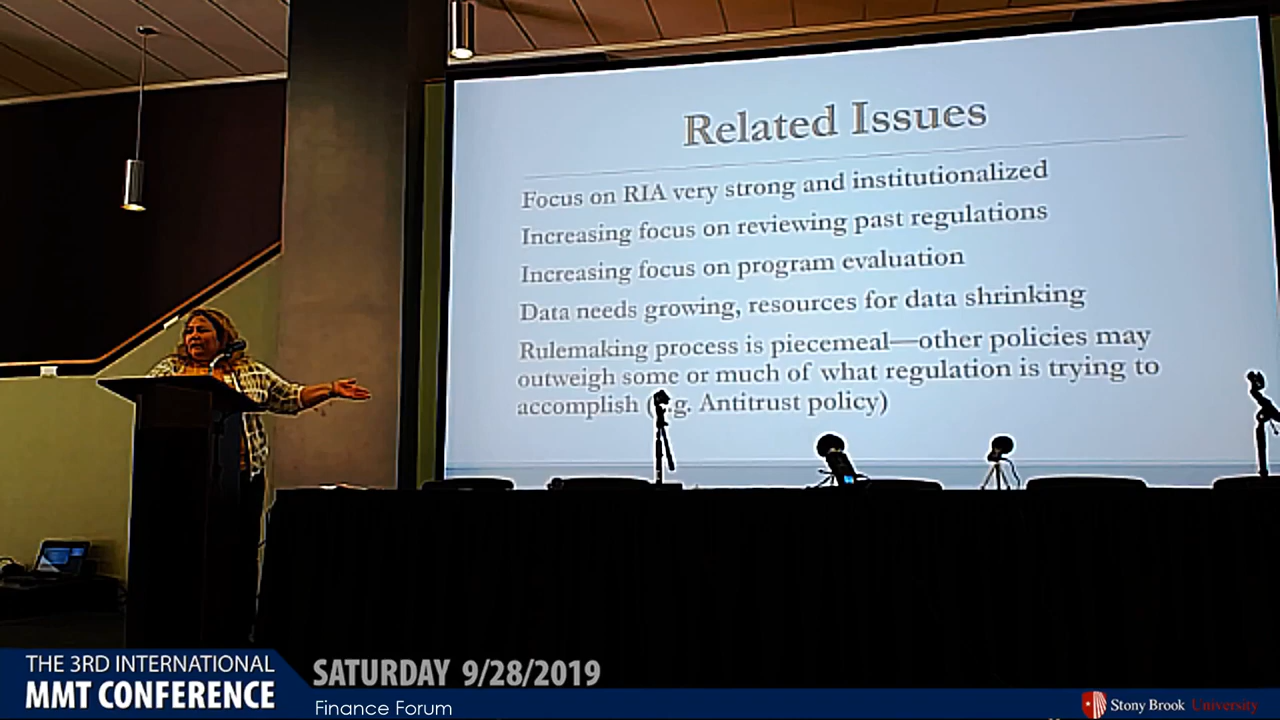 Related Issues
Focus on RIA very strong and institutionalized
Increasing focus on reviewing past regulations
Increasing focus on program evaluation
Data needs growing, resources for data shrinking
Rulemaking process is piecemeal—other policies may
outweigh some or much of what regulation is trying to
accomplish ( .g. Antitrust policy)
THE 3RD INTERNATIONAL
MMT CONFERENCE
SATURDAY 9/28/2019
Finance Forum
Stony Brook University